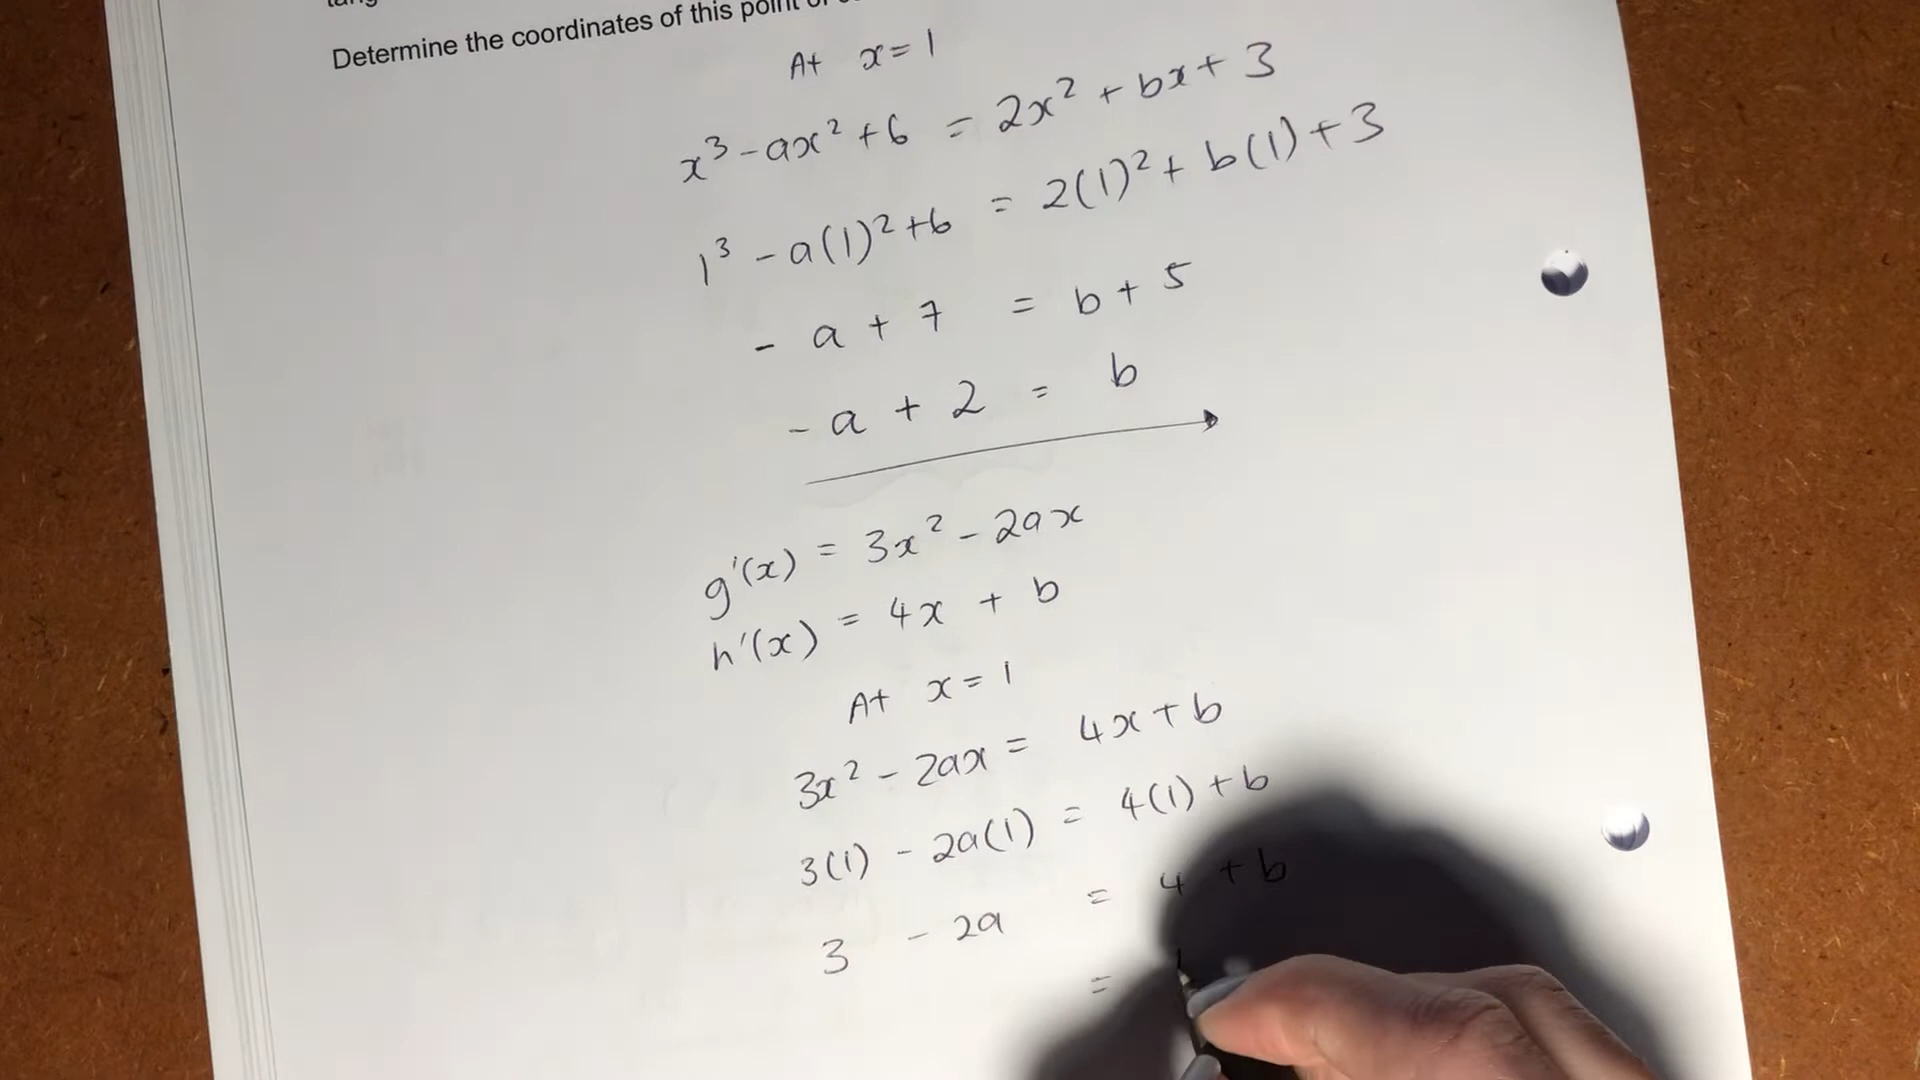 Determine the coordinates of this point
At x = 1
x³ - ax² + 6 = 2x² + bx + 3
1³ - a(1)² + 6 = 2(1)² + b(1) + 3
- a + 7 = b + 5
- a + 2 = b
g'(x) = 3x² - 2ax
h'(x) = 4x + b
At x = 1
3x² - 2ax = 4x + b
3(1) - 2a(1) = 4(1) + b
3 - 2a = 4 + b
=